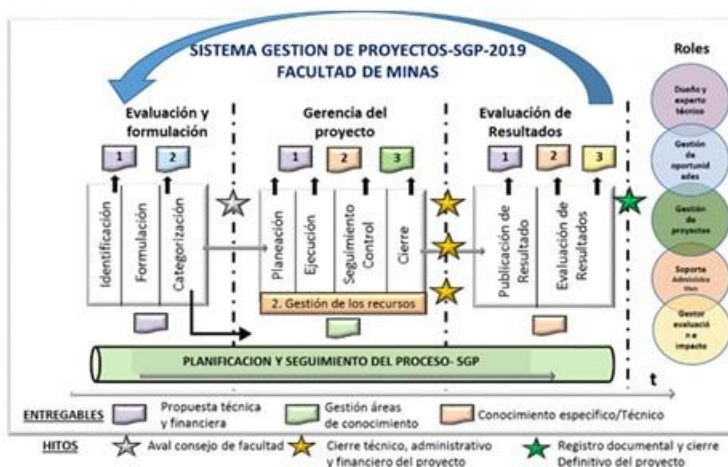 SISTEMA GESTION DE PROYECTOS-SGP-2019
FACULTAD DE MINAS
Roles
Dueño y
experto
técnico
Gestión
de
oportunid
ades
Gestión
de
proyectos
Soporte
Administra
tivo
Gestor
evaluación
e
impacto
Evaluación y
formulación
Gerencia del
proyecto
Evaluación de
Resultados
1
2
1
2
3
1
2
3
Identificación
Formulación
Categorización
Planeación
Ejecución
Seguimiento
Control
Cierre
Publicación de
Resultado
Evaluación de
Resultados
2. Gestión de los recursos
PLANIFICACION Y SEGUIMIENTO DEL PROCESO- SGP
t
ENTREGABLES
Propuesta técnica
y financiera
Gestión áreas
de conocimiento
Conocimiento específico/Técnico
HITOS
Aval consejo de facultad
Cierre técnico, administrativo
y financiero del proyecto
Registro documental y cierre
Definitivo del proyecto